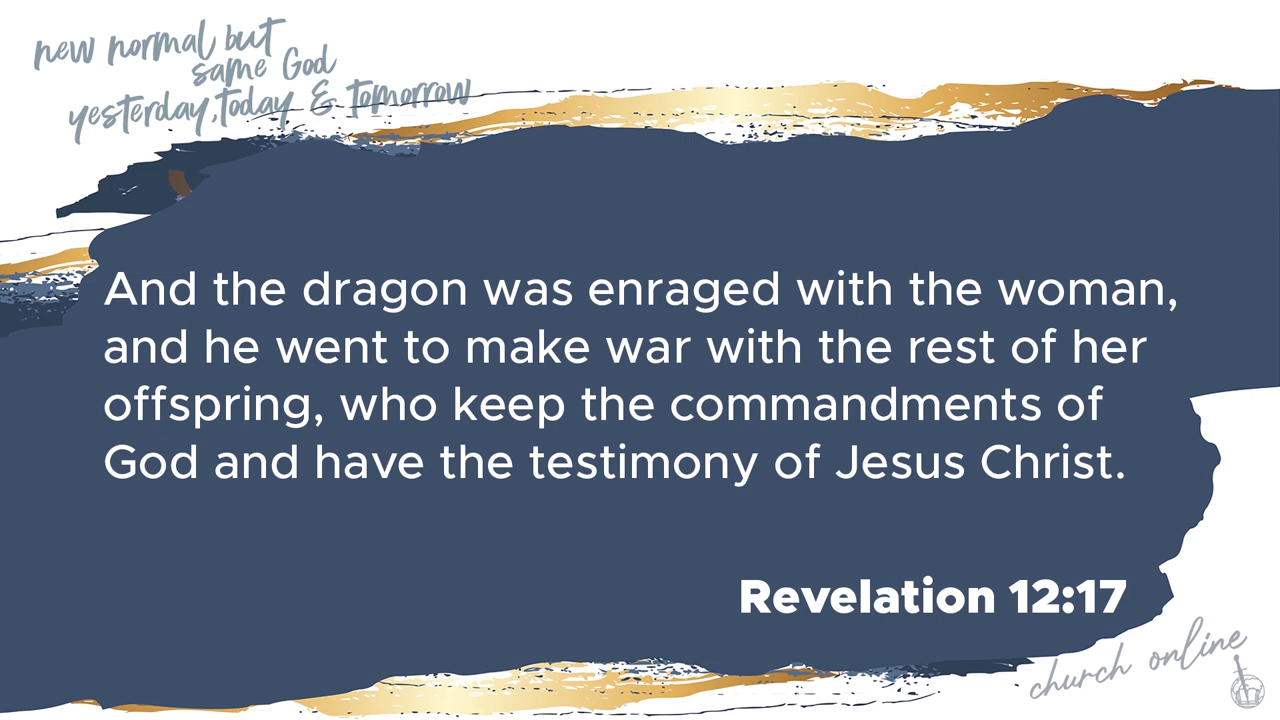 new normal but
same God
yesterday, today & tomorrow
And the dragon was enraged with the woman,
and he went to make war with the rest of her
offspring, who keep the commandments of
God and have the testimony of Jesus Christ.
Revelation 12:17
church online